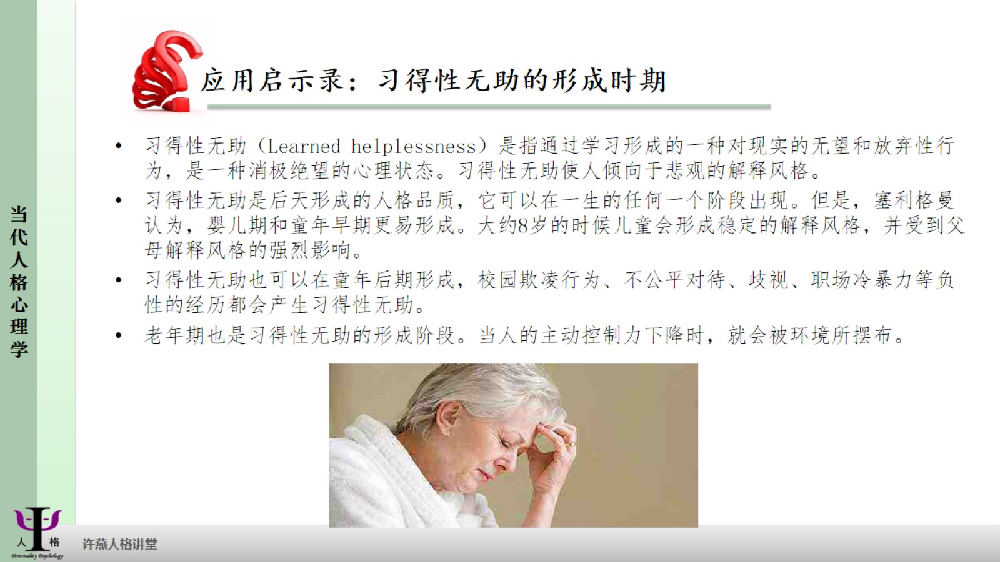 应用启示录：习得性无助的形成时期
• 习得性无助（Learned helplessness）是指通过学习形成的一种对现实的无望和放弃性行
为，是一种消极绝望的心理状态。习得性无助使人倾向于悲观的解释风格。
• 习得性无助是后天形成的人格品质，它可以在一生的任何一个阶段出现。但是，塞利格曼
认为，婴儿期和童年早期更易形成。大约8岁的时候儿童会形成稳定的解释风格，并受到父
母解释风格的强烈影响。
• 习得性无助也可以在童年后期形成，校园欺凌行为、不公平对待、歧视、职场冷暴力等负
性的经历都会产生习得性无助。
• 老年期也是习得性无助的形成阶段。当人的主动控制力下降时，就会被环境所摆布。
当代人格心理学
人格
Personality Psychology
许燕人格讲堂